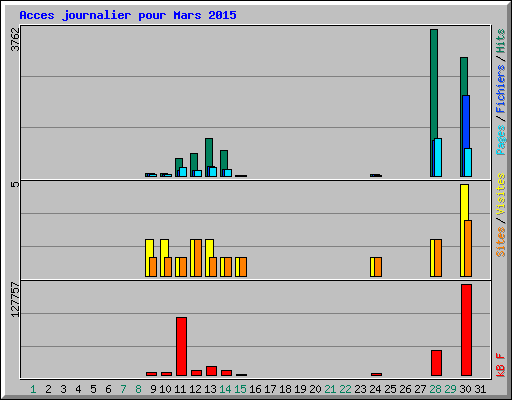 Acces journalier pour Mars 2015
3762
5
127757
Pages / Fichiers / Hits
Sites / Visites
kB F
1 2 3 4 5 6 7 8 9 10 11 12 13 14 15 16 17 18 19 20 21 22 23 24 25 26 27 28 29 30 31